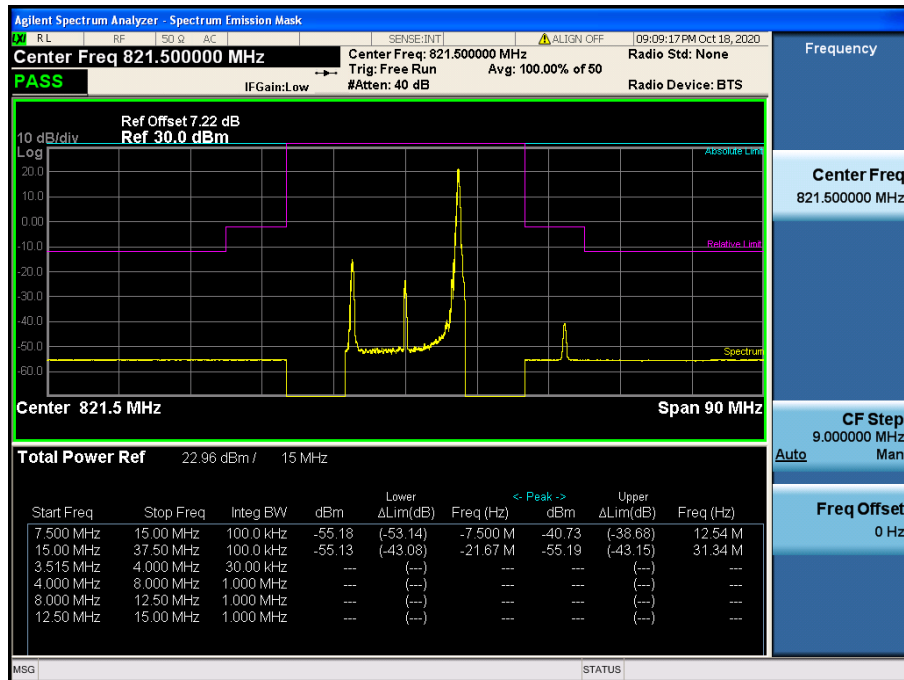 Agilent Spectrum Analyzer - Spectrum Emission Mask
LXI RL RF 50 Ω AC SENSE:INT ALIGN OFF 09:09:17 PM Oct 18, 2020
Center Freq 821.500000 MHz Center Freq: 821.500000 MHz Radio Std: None
Trig: Free Run Avg: 100.00% of 50
PASS IFGain:Low #Atten: 40 dB Radio Device: BTS
Ref Offset 7.22 dB
10 dB/div Ref 30.0 dBm
Log
Absolute Limit
20.0
10.0
0.00
-10.0
Relative Limit
-20.0
-30.0
-40.0
-50.0
Spectrum
-60.0
Center 821.5 MHz Span 90 MHz
Total Power Ref 22.96 dBm / 15 MHz
Lower <- Peak -> Upper
Start Freq Stop Freq Integ BW dBm ΔLim(dB) Freq (Hz) dBm ΔLim(dB) Freq (Hz)
7.500 MHz 15.00 MHz 100.0 kHz -55.18 (-53.14) -7.500 M -40.73 (-38.68) 12.54 M
15.00 MHz 37.50 MHz 100.0 kHz -55.13 (-43.08) -21.67 M -55.19 (-43.15) 31.34 M
3.515 MHz 4.000 MHz 30.00 kHz --- (---) --- --- (---) ---
4.000 MHz 8.000 MHz 1.000 MHz --- (---) --- --- (---) ---
8.000 MHz 12.50 MHz 1.000 MHz --- (---) --- --- (---) ---
12.50 MHz 15.00 MHz 1.000 MHz --- (---) --- --- (---) ---
MSG STATUS
Frequency
Center Freq
821.500000 MHz
CF Step
9.000000 MHz
Auto Man
Freq Offset
0 Hz